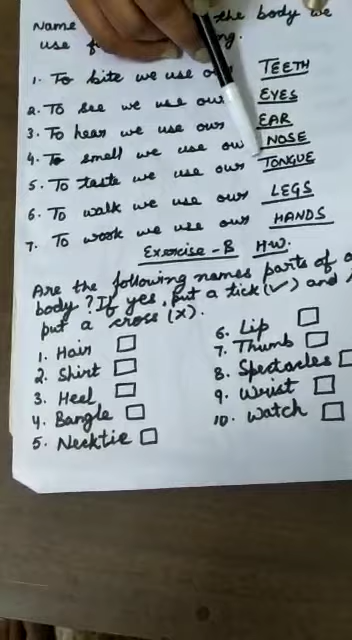 Name the body we
use
1. To bite we use our TEETH
2. To see we use our EYES
3. To hear we use our EAR
4. To smell we use our NOSE
5. To taste we use our TONGUE
6. To walk we use our LEGS
7. To work we use our HANDS
Exercise - B H.W.
Are the following names parts of
body? If yes, put a tick (✓) and
put a cross (x).
1. Hair
2. Shirt
3. Heel
4. Bangle
5. Necktie
6. Lip
7. Thumb
8. Spectacles
9. Wrist
10. Watch